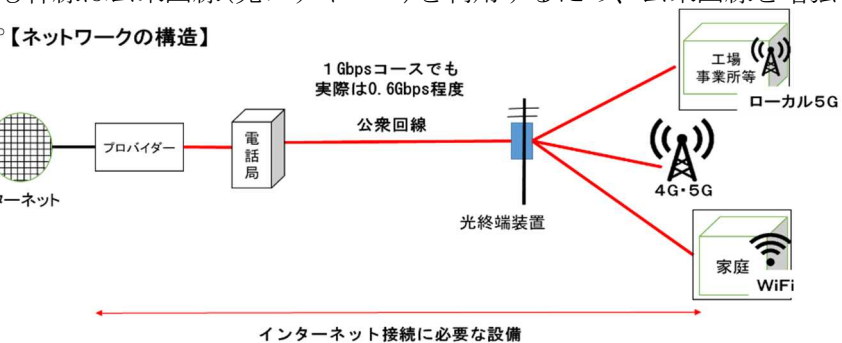 【ネットワークの構造】
1Gbpsコースでも
実際は0.6Gbps程度
公衆回線
プロバイダー
電話局
ーネット
光終端装置
工場
事業所等
ローカル5G
4G・5G
家庭
WiFi
インターネット接続に必要な設備